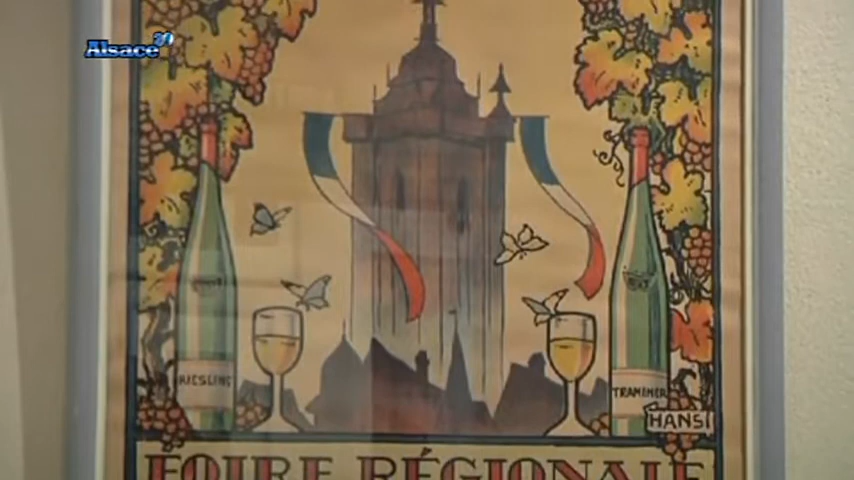 Alsace 20
RIESLING
TRAMINER
HANSI
FOIRE RÉGIONALE